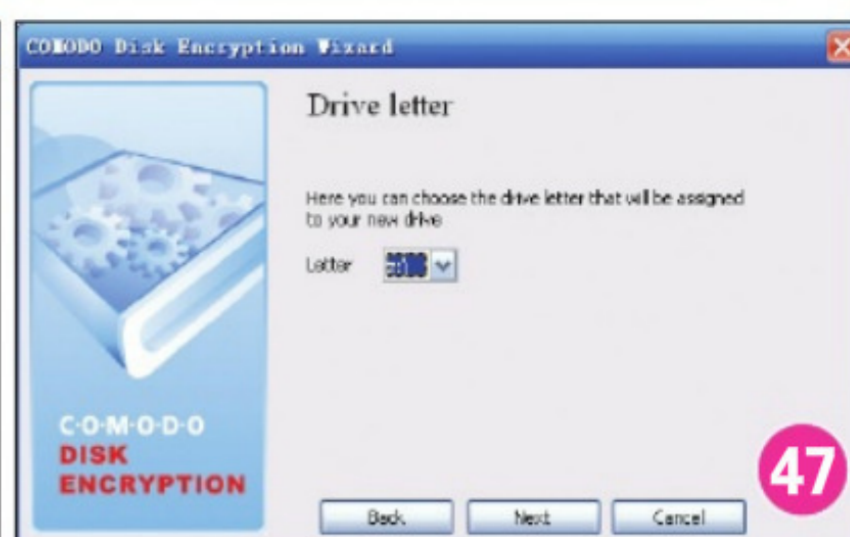 COMODO Disk Encryption Wizard
Drive letter
Here you can choose the drive letter that will be assigned
to your new drive
Letter
C·O·M·O·D·O
DISK
ENCRYPTION
47
Back
Next
Cancel